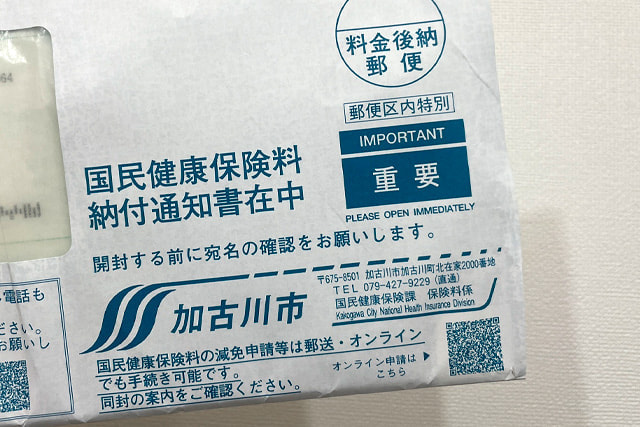 料金後納
郵便
郵便区内特別
IMPORTANT
重要
PLEASE OPEN IMMEDIATELY
国民健康保険料
納付通知書在中
開封する前に宛名の確認をお願いします。
加古川市
〒675-8501 加古川市加古川町北在家2000番地
TEL 079-427-9229(直通)
国民健康保険課 保険料係
Kakogawa City National Health Insurance Division
国民健康保険料の減免申請等は郵送・オンライン
でも手続き可能です。
同封の案内をご確認ください。
オンライン申請は
こちら
電話も
ださい。
お願いし
64